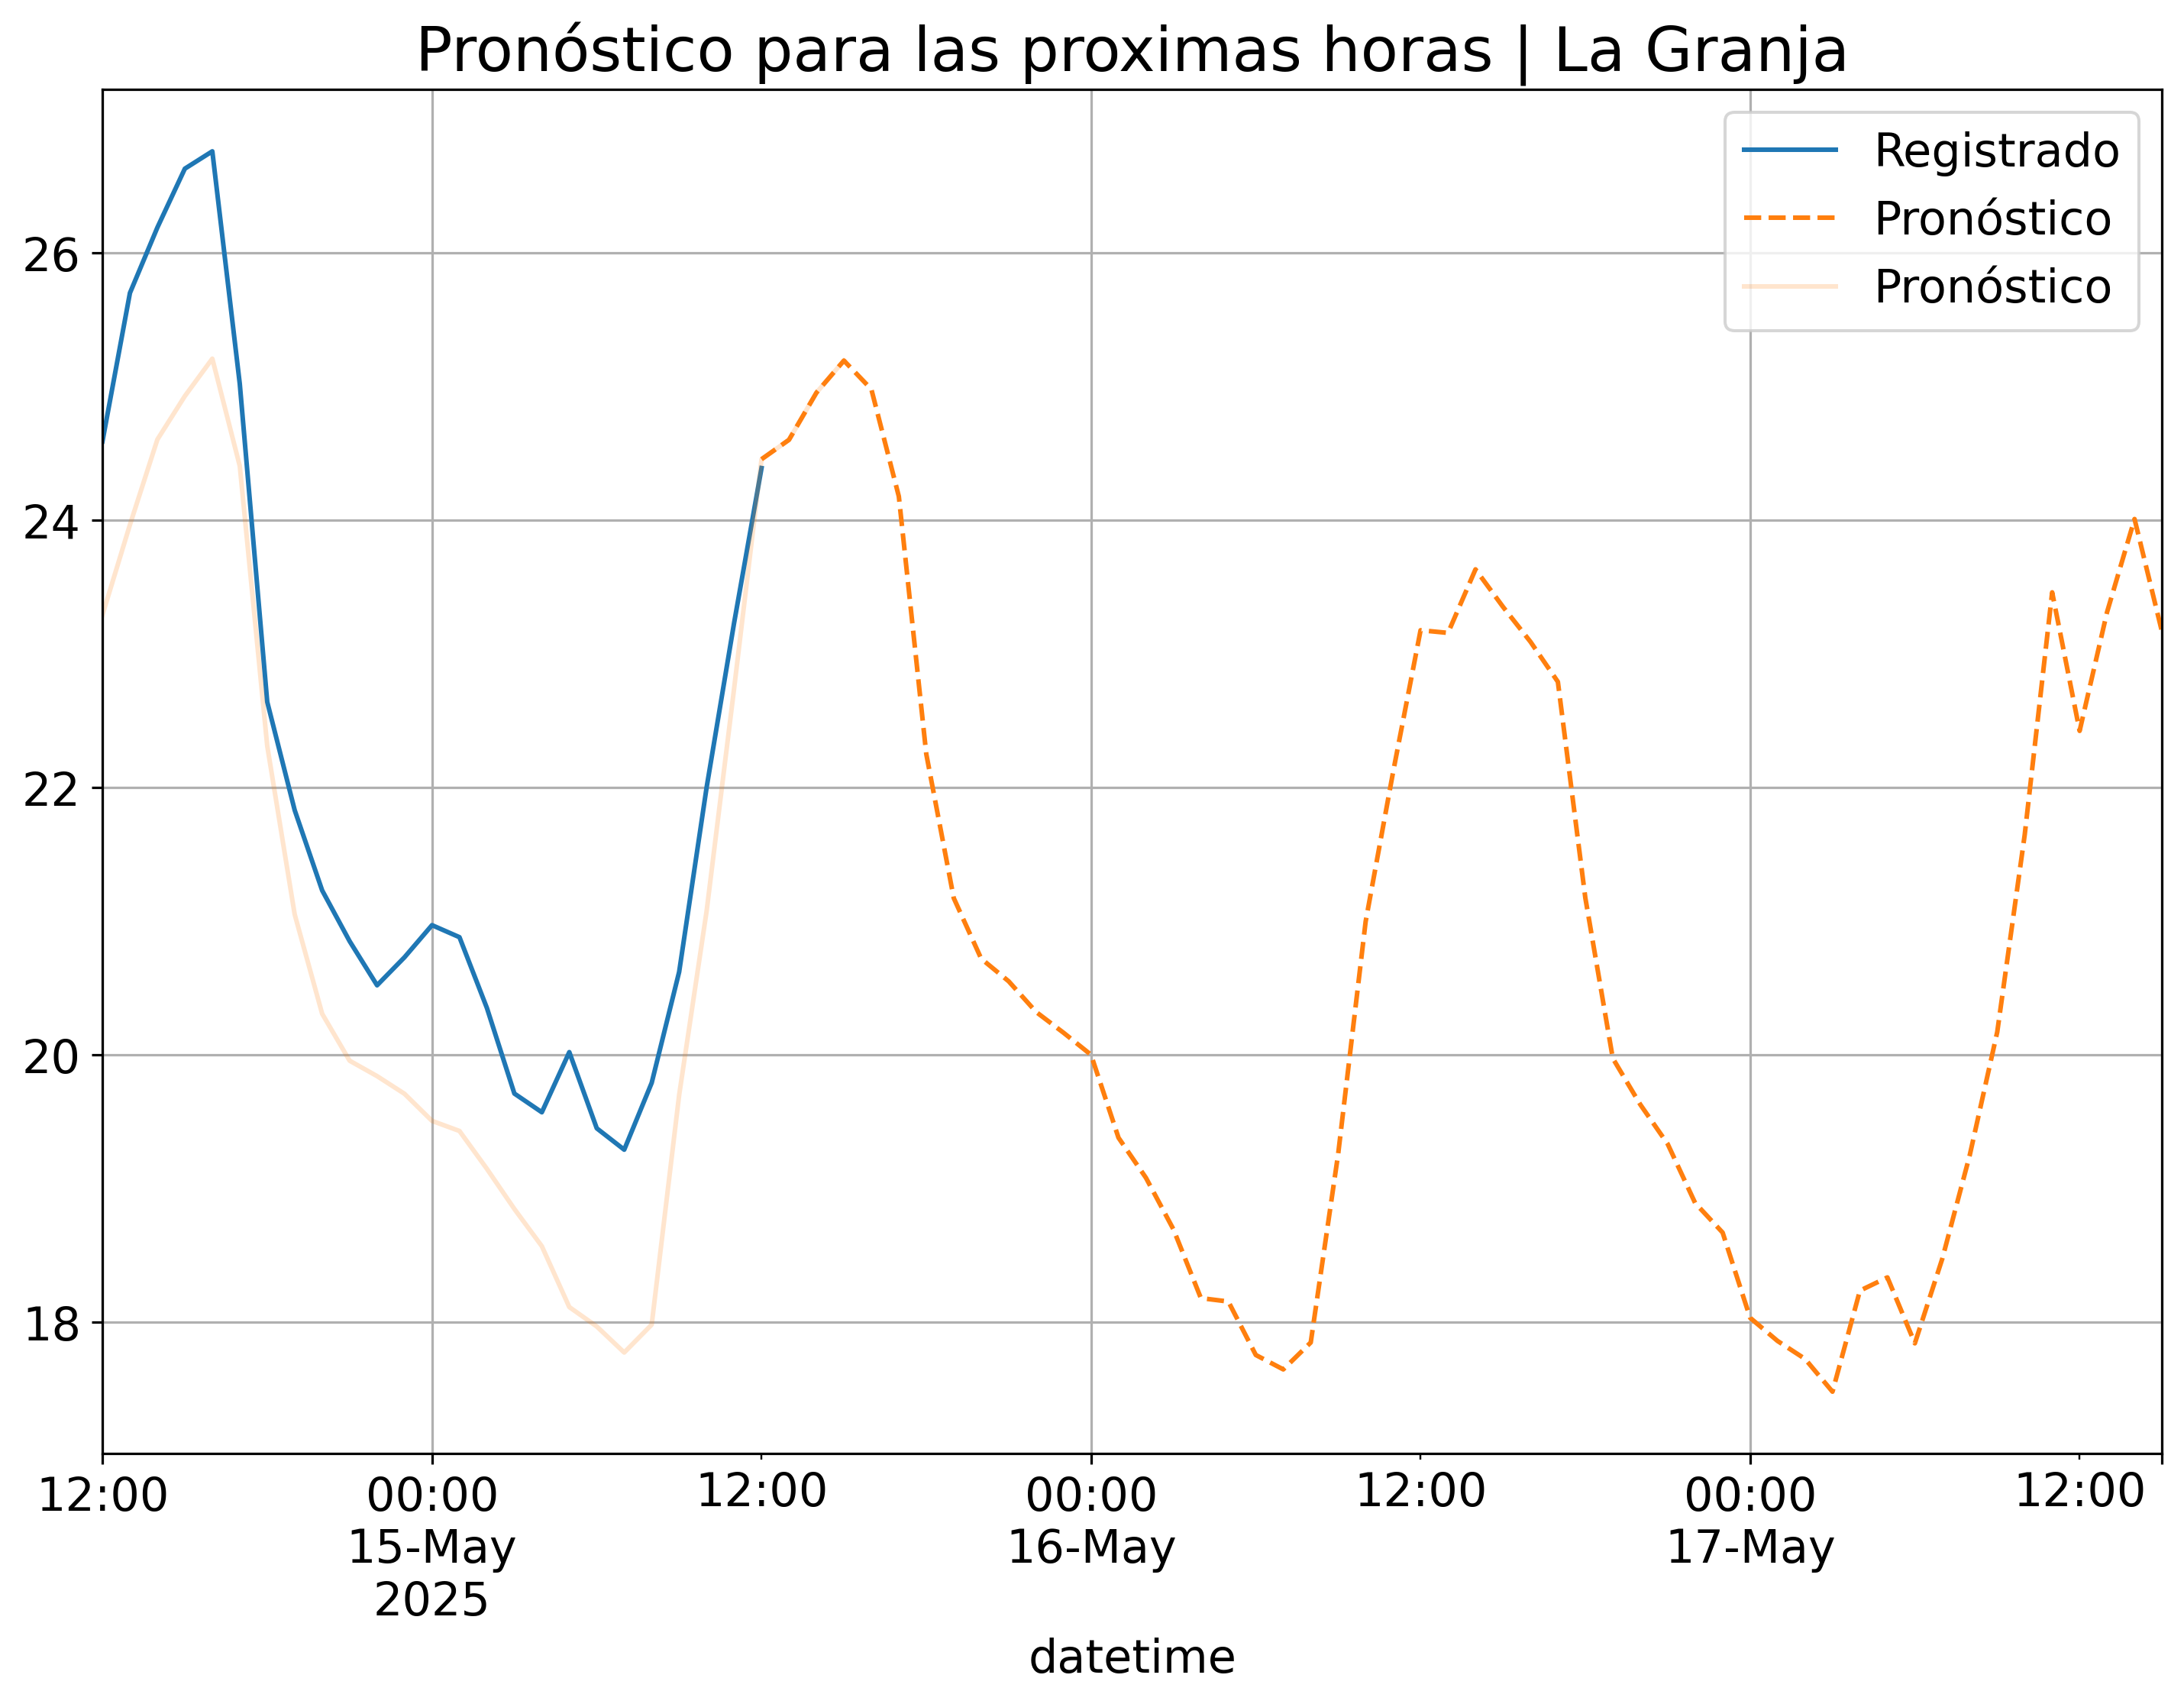 Pronóstico para las proximas horas | La Granja
Registrado
Pronóstico
Pronóstico
26
24
22
20
18
12:00 00:00 12:00 00:00 12:00 00:00 12:00
15-May 16-May 17-May
2025
datetime